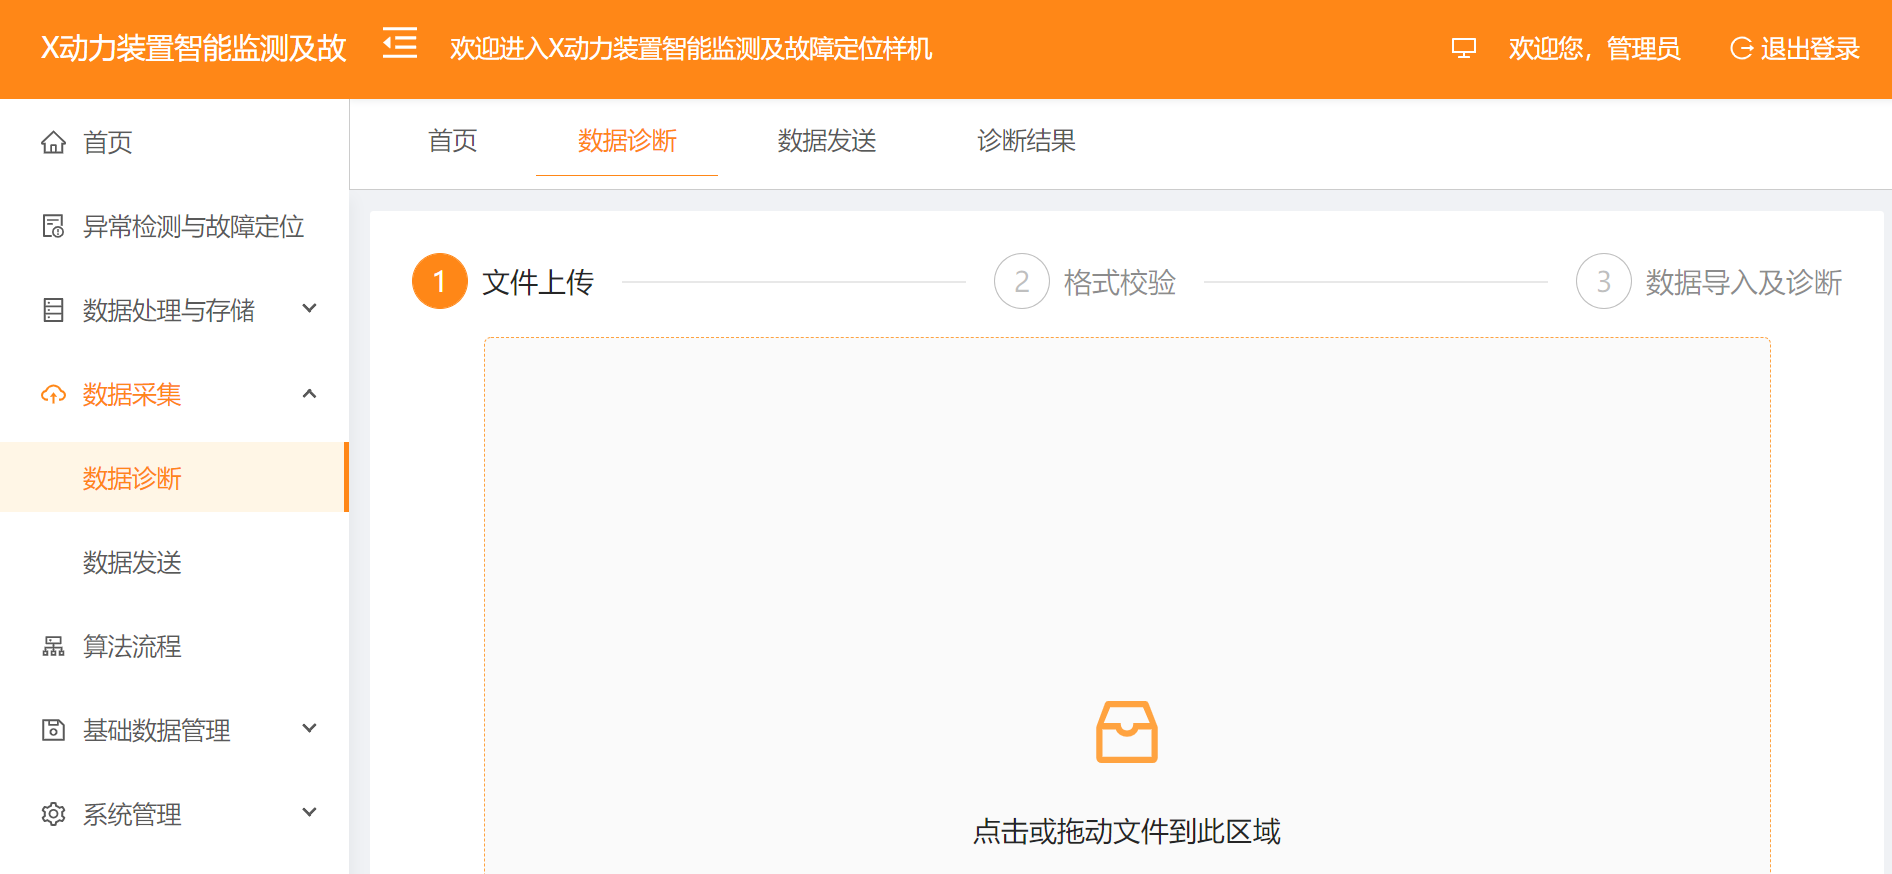 X动力装置智能监测及故
欢迎进入X动力装置智能监测及故障定位样机
欢迎您，管理员
退出登录
首页
异常检测与故障定位
数据处理与存储
数据采集
数据诊断
数据发送
算法流程
基础数据管理
系统管理
首页 数据诊断 数据发送 诊断结果
1 文件上传 2 格式校验 3 数据导入及诊断
点击或拖动文件到此区域